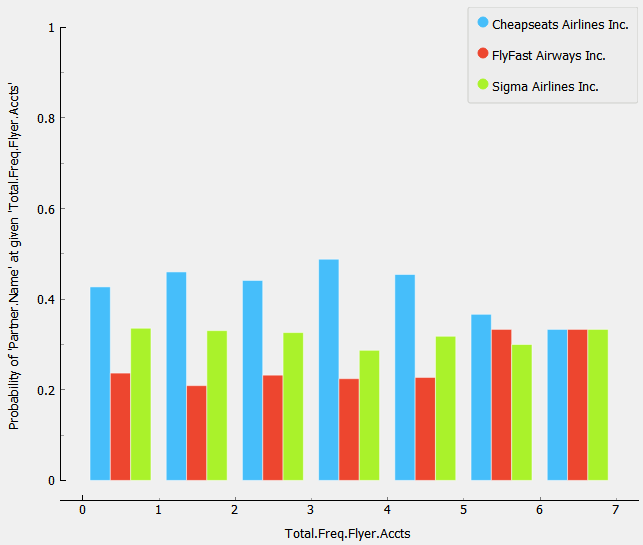 Cheapseats Airlines Inc.
FlyFast Airways Inc.
Sigma Airlines Inc.
Probability of 'Partner.Name' at given 'Total.Freq.Flyer.Accts'
1
0.8
0.6
0.4
0.2
0
0 1 2 3 4 5 6 7
Total.Freq.Flyer.Accts